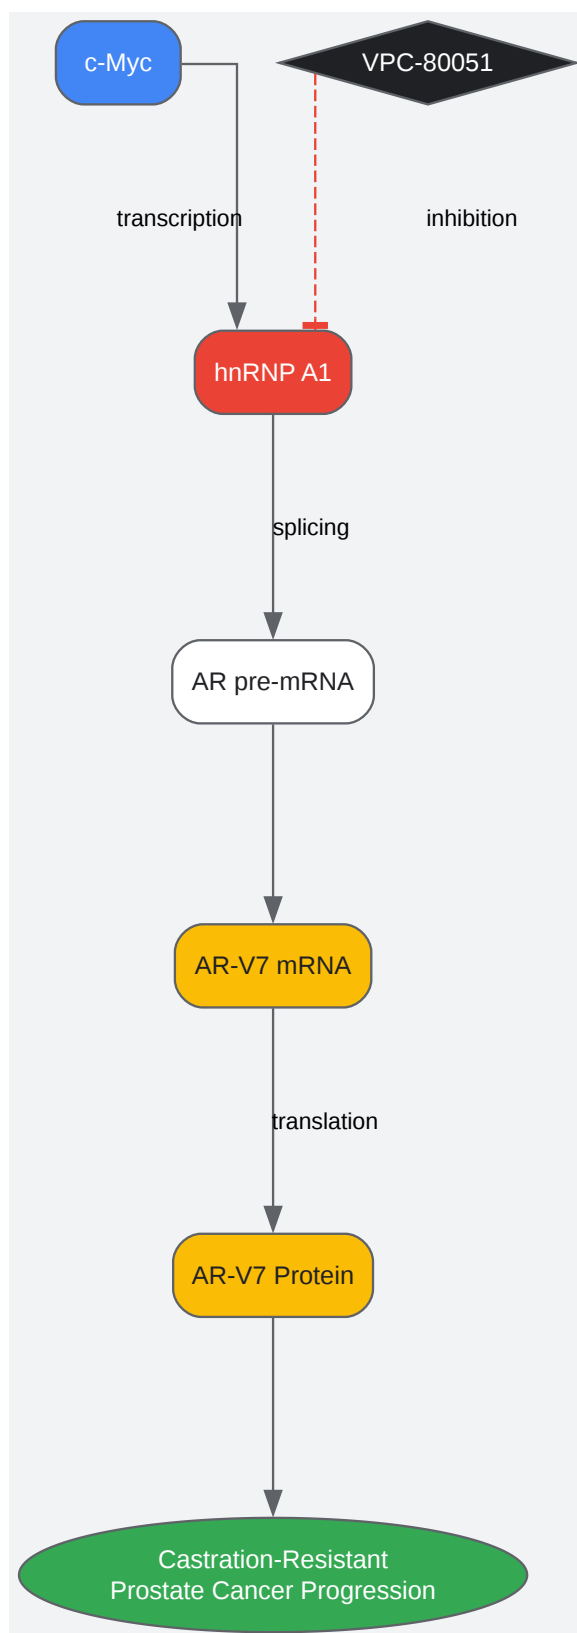 c-Myc
VPC-80051
transcription
inhibition
hnRNP A1
splicing
AR pre-mRNA
AR-V7 mRNA
translation
AR-V7 Protein
Castration-Resistant
Prostate Cancer Progression